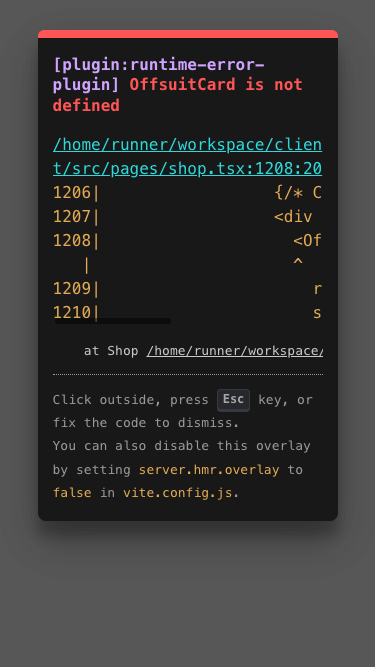 [plugin:runtime-error-
plugin] OffsuitCard is not
defined
/home/runner/workspace/clien
t/src/pages/shop.tsx:1208:20
1206|                  {/* C
1207|                  <div
1208|                    <Of
   |                    ^
1209|                      r
1210|                      s
at Shop /home/runner/workspace/
Click outside, press Esc key, or
fix the code to dismiss.
You can also disable this overlay
by setting server.hmr.overlay to
false in vite.config.js.